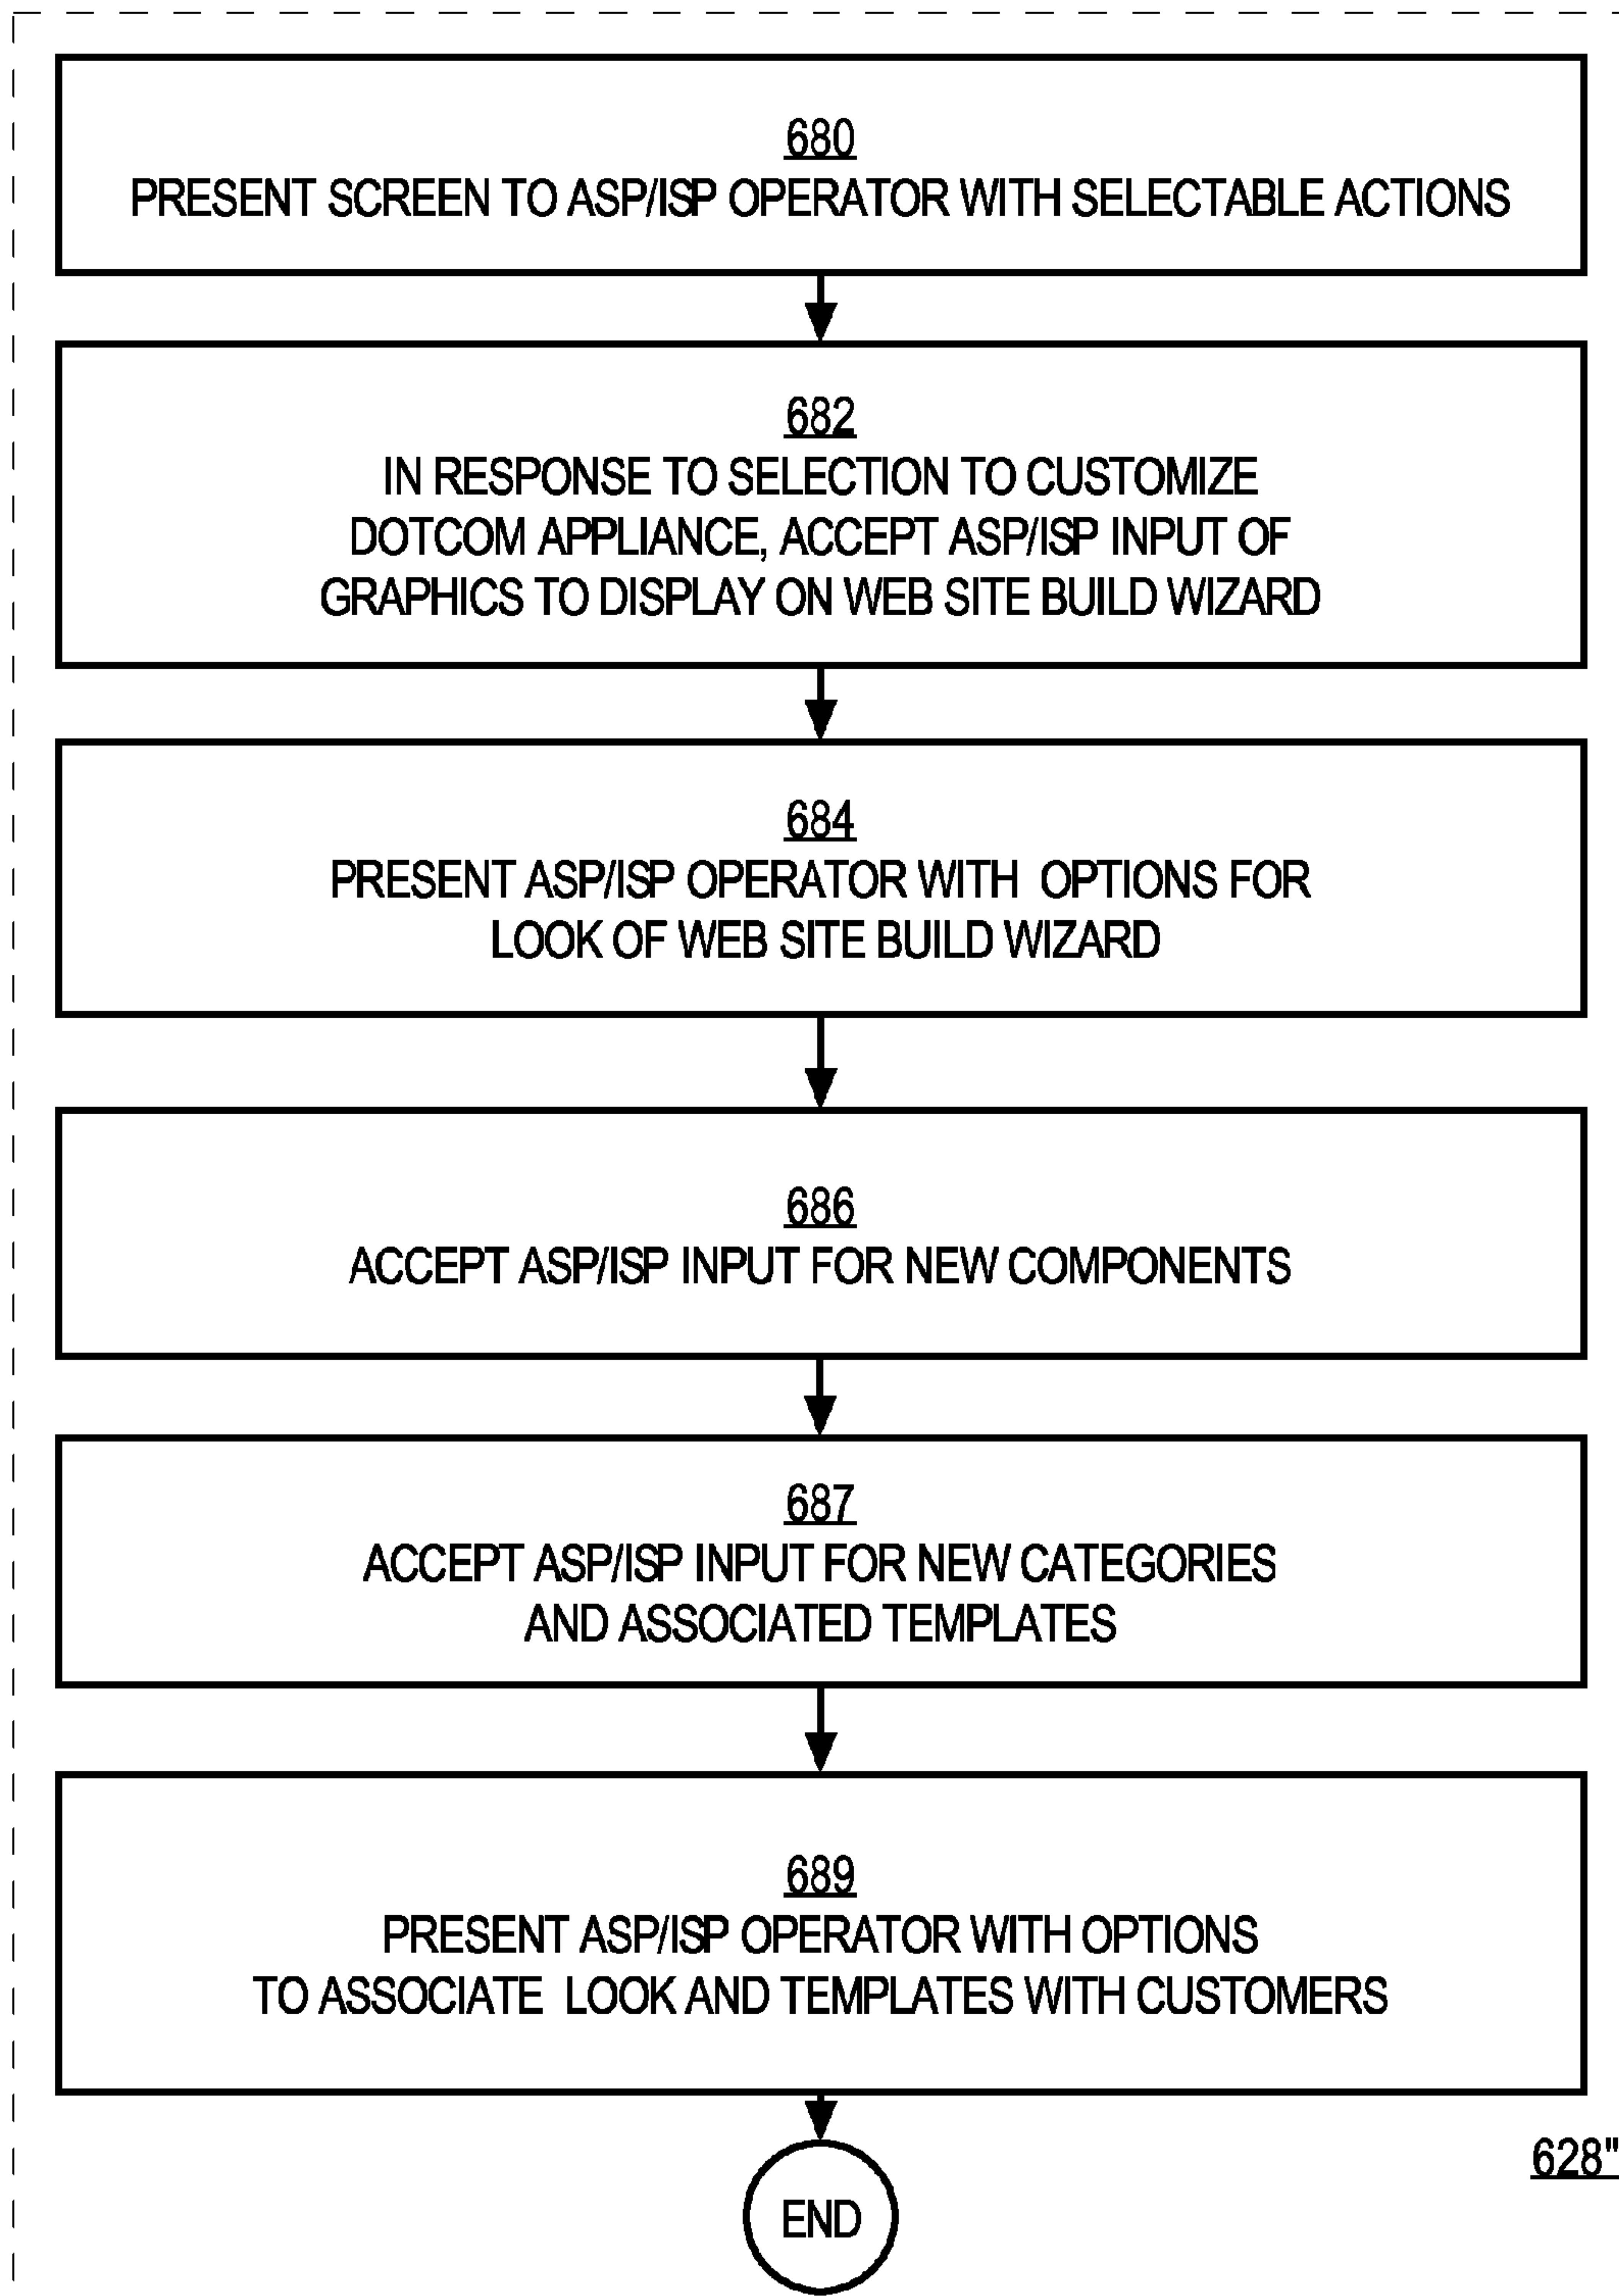 680
PRESENT SCREEN TO ASP/ISP OPERATOR WITH SELECTABLE ACTIONS
682
IN RESPONSE TO SELECTION TO CUSTOMIZE
DOTCOM APPLIANCE, ACCEPT ASP/ISP INPUT OF
GRAPHICS TO DISPLAY ON WEB SITE BUILD WIZARD
684
PRESENT ASP/ISP OPERATOR WITH OPTIONS FOR
LOOK OF WEB SITE BUILD WIZARD
686
ACCEPT ASP/ISP INPUT FOR NEW COMPONENTS
687
ACCEPT ASP/ISP INPUT FOR NEW CATEGORIES
AND ASSOCIATED TEMPLATES
689
PRESENT ASP/ISP OPERATOR WITH OPTIONS
TO ASSOCIATE LOOK AND TEMPLATES WITH CUSTOMERS
628"
END